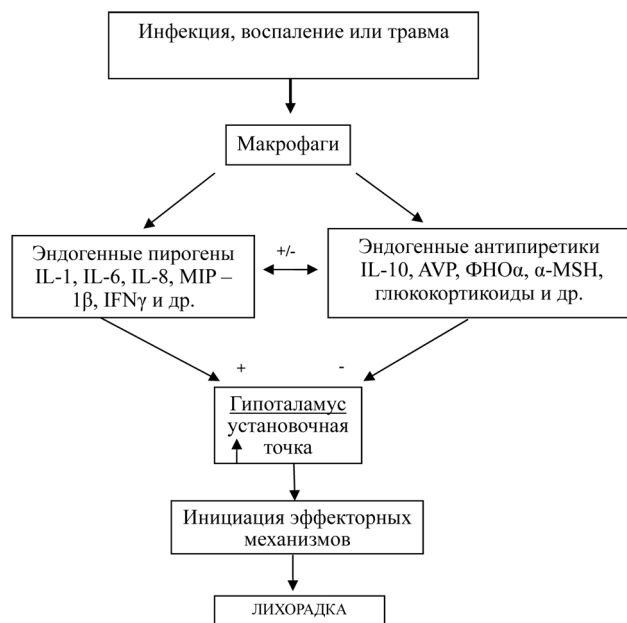 Инфекция, воспаление или травма
Макрофаги
Эндогенные пирогены
IL-1, IL-6, IL-8, MIP –
1β, IFNγ и др.
+/-
Эндогенные антипиретики
IL-10, AVP, ФНОα, α-MSH,
глюкокортикоиды и др.
+
-
Гипоталамус
установочная
точка
Инициация эффекторных
механизмов
ЛИХОРАДКА